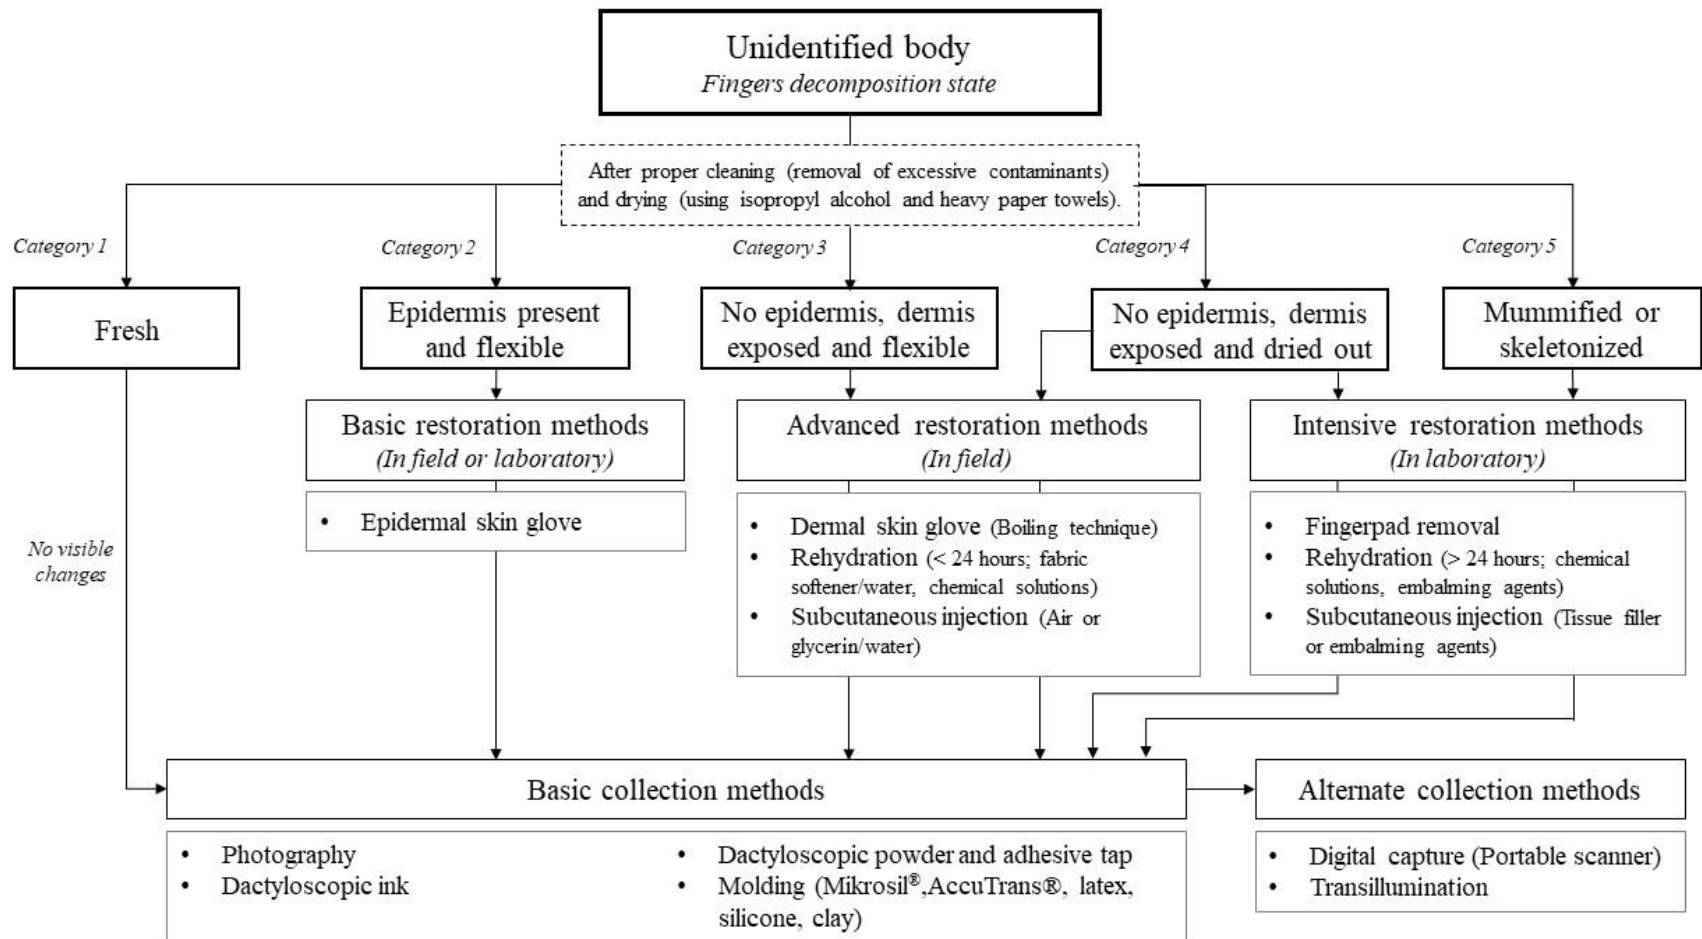 Unidentified body
Fingers decomposition state
After proper cleaning (removal of excessive contaminants)
and drying (using isopropyl alcohol and heavy paper towels).
Category 1
Category 2
Category 3
Category 4
Category 5
Fresh
Epidermis present
and flexible
No epidermis, dermis
exposed and flexible
No epidermis, dermis
exposed and dried out
Mummified or
skeletonized
Basic restoration methods
(In field or laboratory)
Advanced restoration methods
(In field)
Intensive restoration methods
(In laboratory)
No visible
changes
• Epidermal skin glove
• Dermal skin glove (Boiling technique)
• Rehydration (< 24 hours; fabric
softener/water, chemical solutions)
• Subcutaneous injection (Air or
glycerin/water)
• Fingerpad removal
• Rehydration (> 24 hours; chemical
solutions, embalming agents)
• Subcutaneous injection (Tissue filler
or embalming agents)
Basic collection methods
Alternate collection methods
• Photography
• Dactyloscopic ink
• Dactyloscopic powder and adhesive tap
• Molding (Mikrosil®,AccuTrans®, latex,
silicone, clay)
• Digital capture (Portable scanner)
• Transillumination